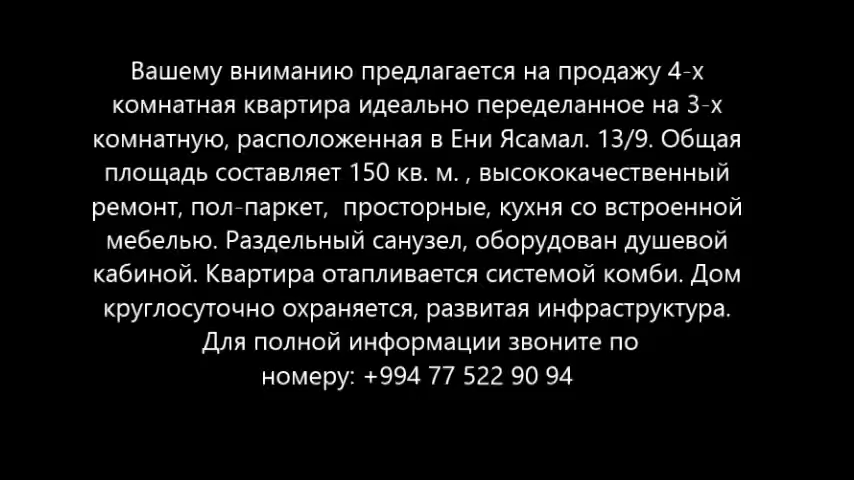 Вашему вниманию предлагается на продажу 4-х
комнатная квартира идеально переделанное на 3-х
комнатную, расположенная в Ени Ясамал. 13/9. Общая
площадь составляет 150 кв. м. , высококачественный
ремонт, пол-паркет,  просторные, кухня со встроенной
мебелью. Раздельный санузел, оборудован душевой
кабиной. Квартира отапливается системой комби. Дом
круглосуточно охраняется, развитая инфраструктура.
Для полной информации звоните по
номеру: +994 77 522 90 94